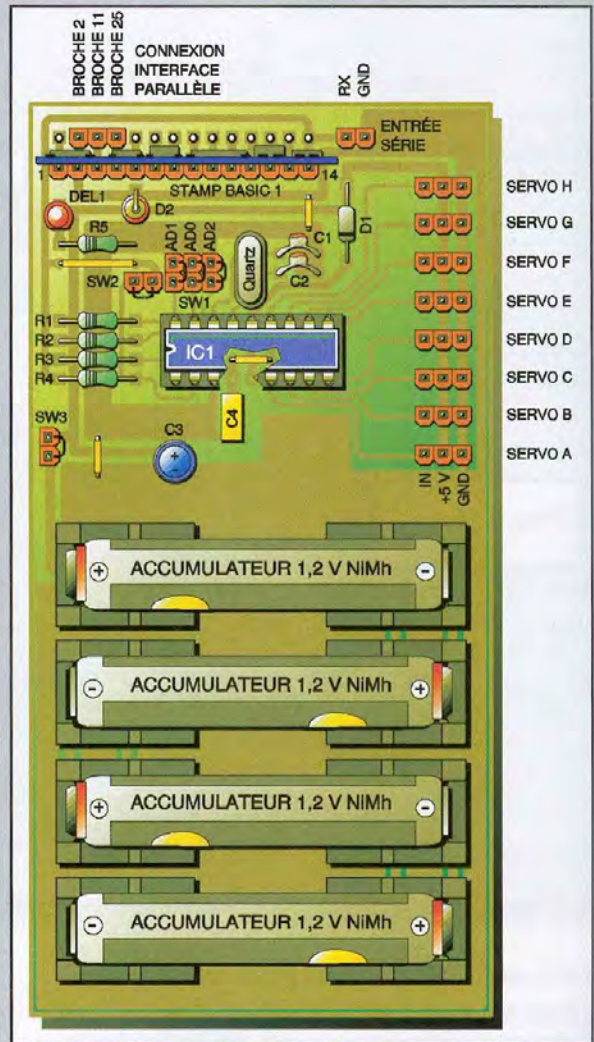 BROCHE 2
BROCHE 11
BROCHE 25
CONNEXION
INTERFACE
PARALLÈLE
RX
GND
ENTRÉE
SÉRIE
1
14
STAMP BASIC 1
DEL1
D2
D1
R5
AD1
AD0
AD2
Quartz
C1
C2
SW2
SW1
R1
R2
R3
R4
IC1
SW3
C3
C4
SERVO H
SERVO G
SERVO F
SERVO E
SERVO D
SERVO C
SERVO B
SERVO A
IN
+5 V
GND
+ ACCUMULATEUR 1,2 V NiMh -
- ACCUMULATEUR 1,2 V NiMh +
+ ACCUMULATEUR 1,2 V NiMh -
- ACCUMULATEUR 1,2 V NiMh +